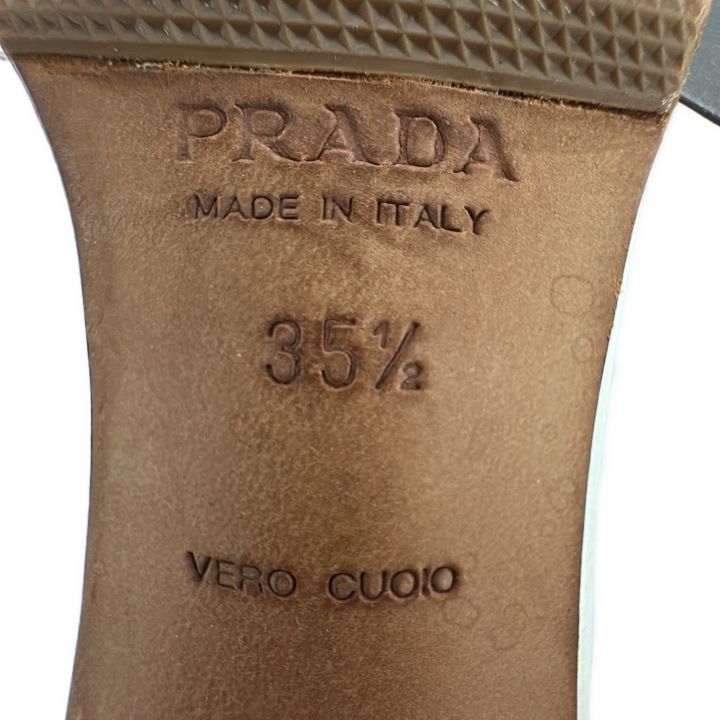 PRADA
MADE IN ITALY
35½
VERO CUOIO